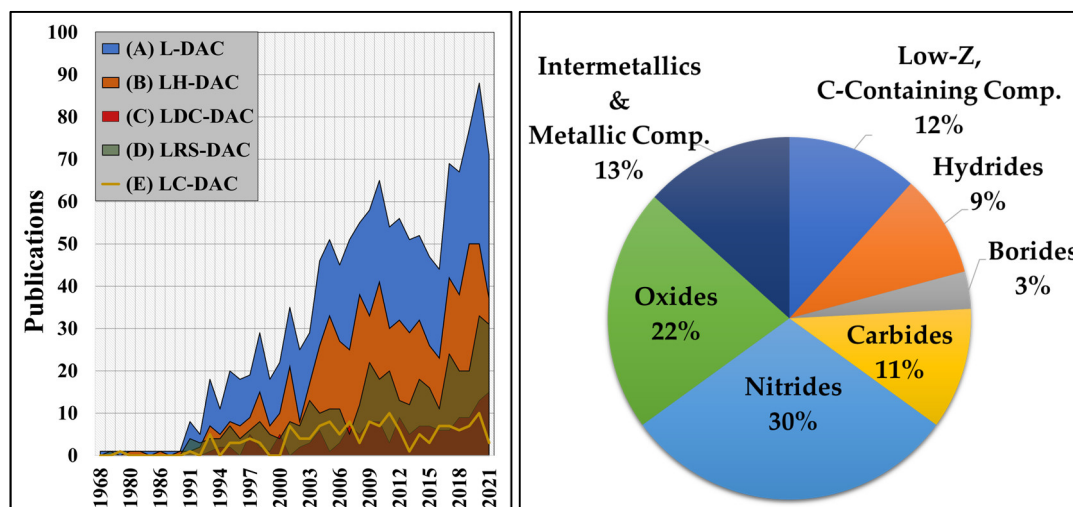 100
90
80
70
60
50
40
30
20
10
0
Publications
(A) L-DAC
(B) LH-DAC
(C) LDC-DAC
(D) LRS-DAC
(E) LC-DAC
1968
1980
1986
1991
1994
1997
2000
2003
2006
2009
2012
2015
2018
2021
Intermetallics
&
Metallic Comp.
13%
Low-Z,
C-Containing Comp.
12%
Hydrides
9%
Borides
3%
Carbides
11%
Nitrides
30%
Oxides
22%